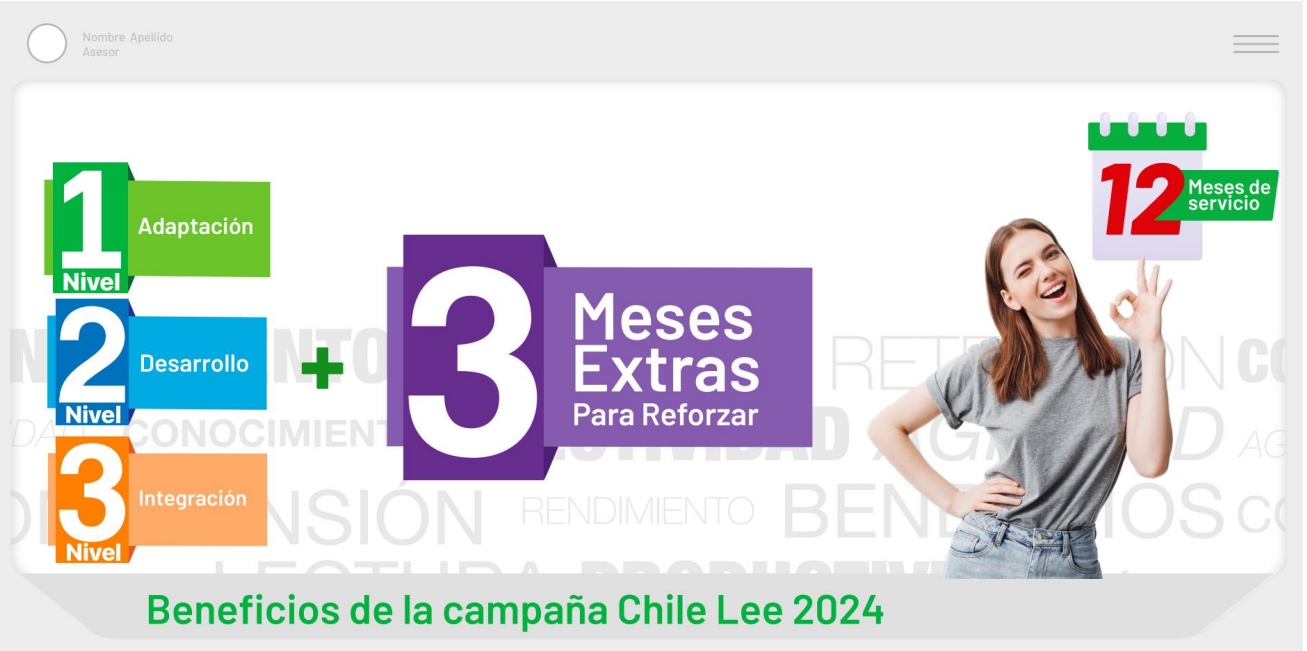 Nombre Apellido
Asesor
1
Nivel
Adaptación
2
Nivel
Desarrollo
3
Nivel
Integración
+
3
Meses
Extras
Para Reforzar
12
Meses de
servicio
CONOCIMIENT
RENDIMIENTO
Beneficios de la campaña Chile Lee 2024